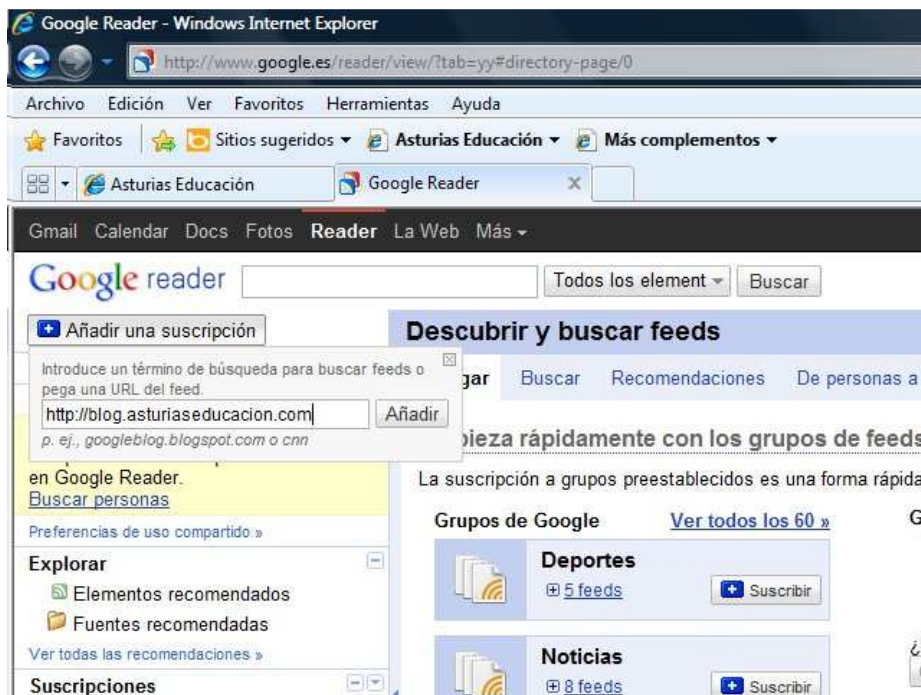 Google Reader - Windows Internet Explorer
http://www.google.es/reader/view/?tab=yy#directory-page/0
Archivo Edición Ver Favoritos Herramientas Ayuda
Favoritos Sitios sugeridos Asturias Educación Más complementos
Asturias Educación Google Reader
Gmail Calendar Docs Fotos Reader La Web Más
Google reader Todos los element Buscar
Añadir una suscripción
Introduce un término de búsqueda para buscar feeds o
pega una URL del feed.
http://blog.asturiaseducacion.com Añadir
p. ej., googleblog.blogspot.com o cnn
en Google Reader.
Buscar personas
Preferencias de uso compartido »
Explorar
Elementos recomendados
Fuentes recomendadas
Ver todas las recomendaciones »
Suscripciones
Descubrir y buscar feeds
gar Buscar Recomendaciones De personas a
pieza rápidamente con los grupos de feeds
La suscripción a grupos preestablecidos es una forma rápida
Grupos de Google Ver todos los 60 » G
Deportes
5 feeds Suscribir
Noticias
8 feeds Suscribir
¿